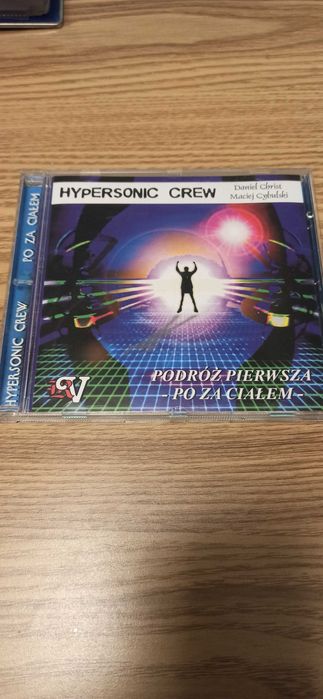 HYPERSONIC CREW
Daniel Christ
Maciej Cybulski
HYPERSONIC CREW PO ZA CIAŁEM
PODRÓŻ PIERWSZA
- PO ZA CIAŁEM -